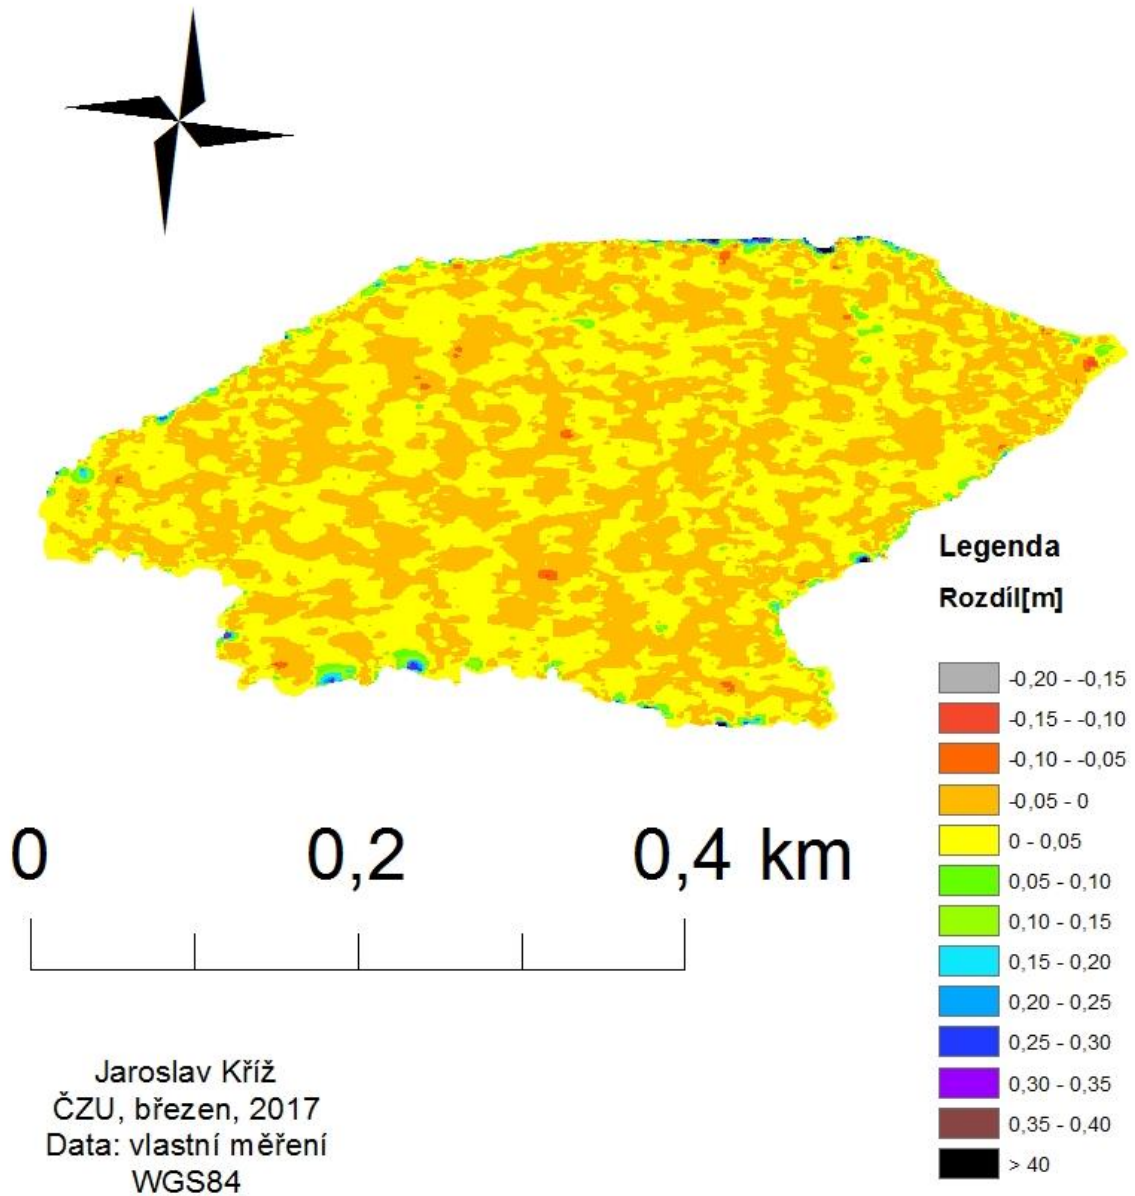 Legenda
Rozdíl[m]
-0,20 - -0,15
-0,15 - -0,10
-0,10 - -0,05
-0,05 - 0
0 - 0,05
0,05 - 0,10
0,10 - 0,15
0,15 - 0,20
0,20 - 0,25
0,25 - 0,30
0,30 - 0,35
0,35 - 0,40
> 40
0 0,2 0,4 km
Jaroslav Kříž
ČZU, březen, 2017
Data: vlastní měření
WGS84